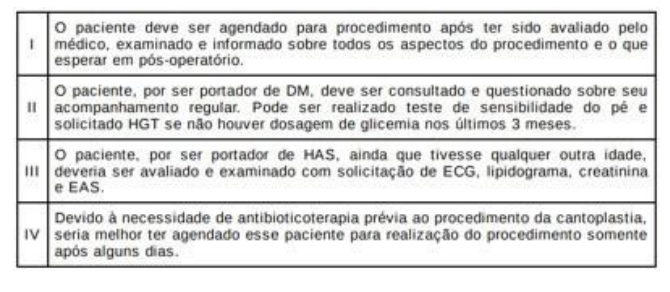 I
O paciente deve ser agendado para procedimento após ter sido avaliado pelo
médico, examinado e informado sobre todos os aspectos do procedimento e o que
esperar em pós-operatório.
II
O paciente, por ser portador de DM, deve ser consultado e questionado sobre seu
acompanhamento regular. Pode ser realizado teste de sensibilidade do pé e
solicitado HGT se não houver dosagem de glicemia nos últimos 3 meses.
III
O paciente, por ser portador de HAS, ainda que tivesse qualquer outra idade,
deveria ser avaliado e examinado com solicitação de ECG, lipidograma, creatinina
e EAS.
IV
Devido à necessidade de antibioticoterapia prévia ao procedimento da cantoplastia,
seria melhor ter agendado esse paciente para realização do procedimento somente
após alguns dias.